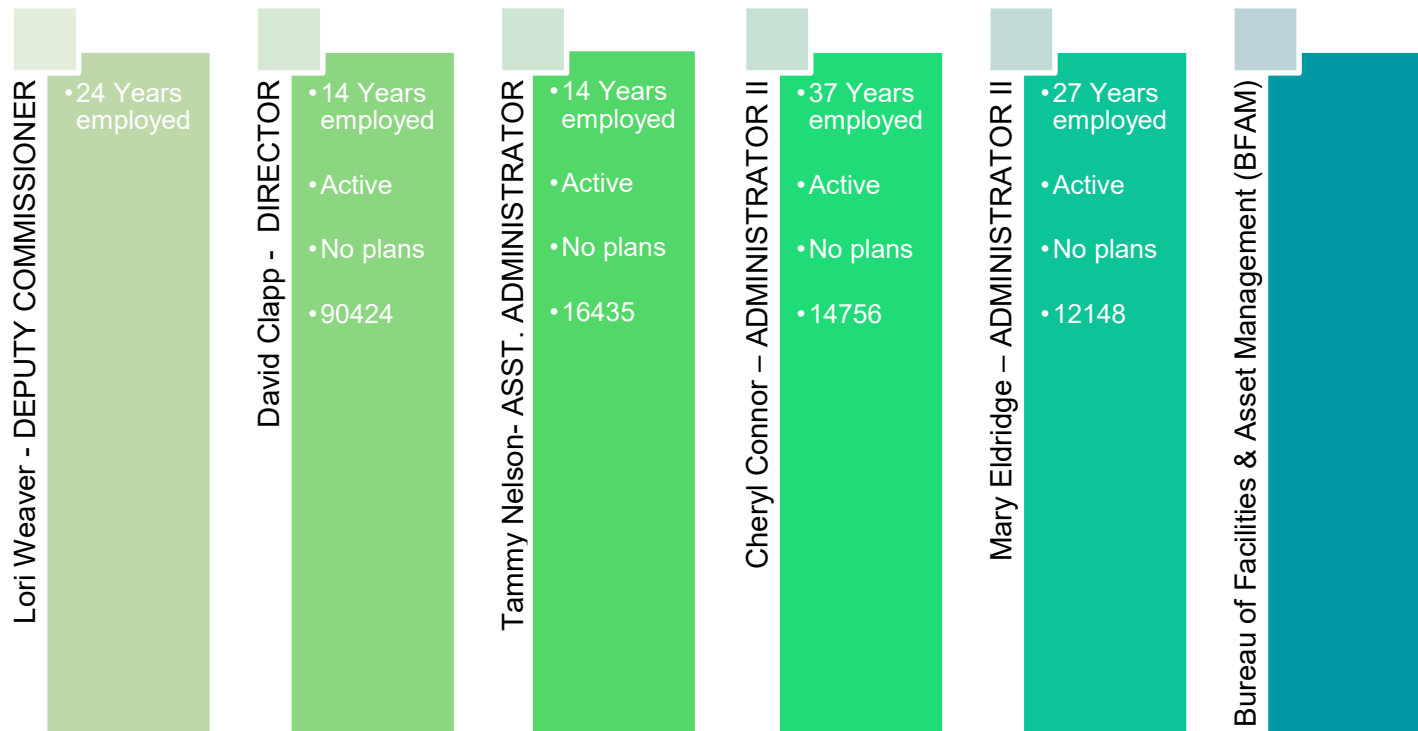 Lori Weaver - DEPUTY COMMISSIONER
•24 Years
employed
David Clapp -  DIRECTOR
•14 Years
employed
•Active
•No plans
•90424
Tammy Nelson- ASST. ADMINISTRATOR
•14 Years
employed
•Active
•No plans
•16435
Cheryl Connor – ADMINISTRATOR II
•37 Years
employed
•Active
•No plans
•14756
Mary Eldridge – ADMINISTRATOR II
•27 Years
employed
•Active
•No plans
•12148
Bureau of Facilities & Asset Management (BFAM)